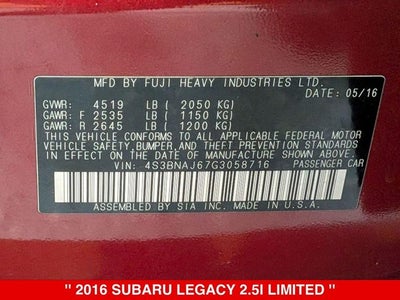 MFD BY FUJI HEAVY INDUSTRIES LTD.
DATE: 05/16
GVWR: 4519 LB ( 2050 KG)
GAWR: F 2535 LB ( 1150 KG)
GAWR: R 2645 LB ( 1200 KG)
THIS VEHICLE CONFORMS TO ALL APPLICABLE FEDERAL MOTOR
VEHICLE SAFETY, BUMPER, AND THEFT PREVENTION STANDARDS IN
EFFECT ON THE DATE OF MANUFACTURE SHOWN ABOVE.
VIN: 4S3BNAJ67G3058716 PASSENGER CAR
ASSEMBLED BY SIA INC. MADE IN U.S.A.
" 2016 SUBARU LEGACY 2.5I LIMITED "